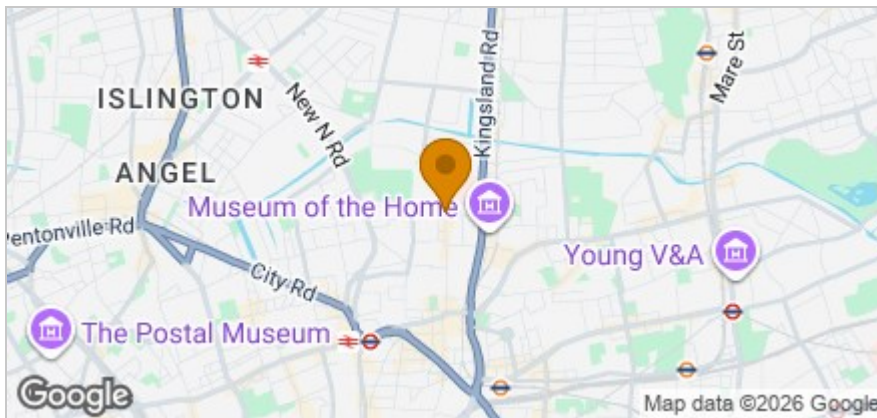 ISLINGTON
New N Rd
Kingsland Rd
Mare St
ANGEL
Museum of the Home
Pentonville Rd
Young V&A
City Rd
The Postal Museum
Google
Map data ©2026 Google